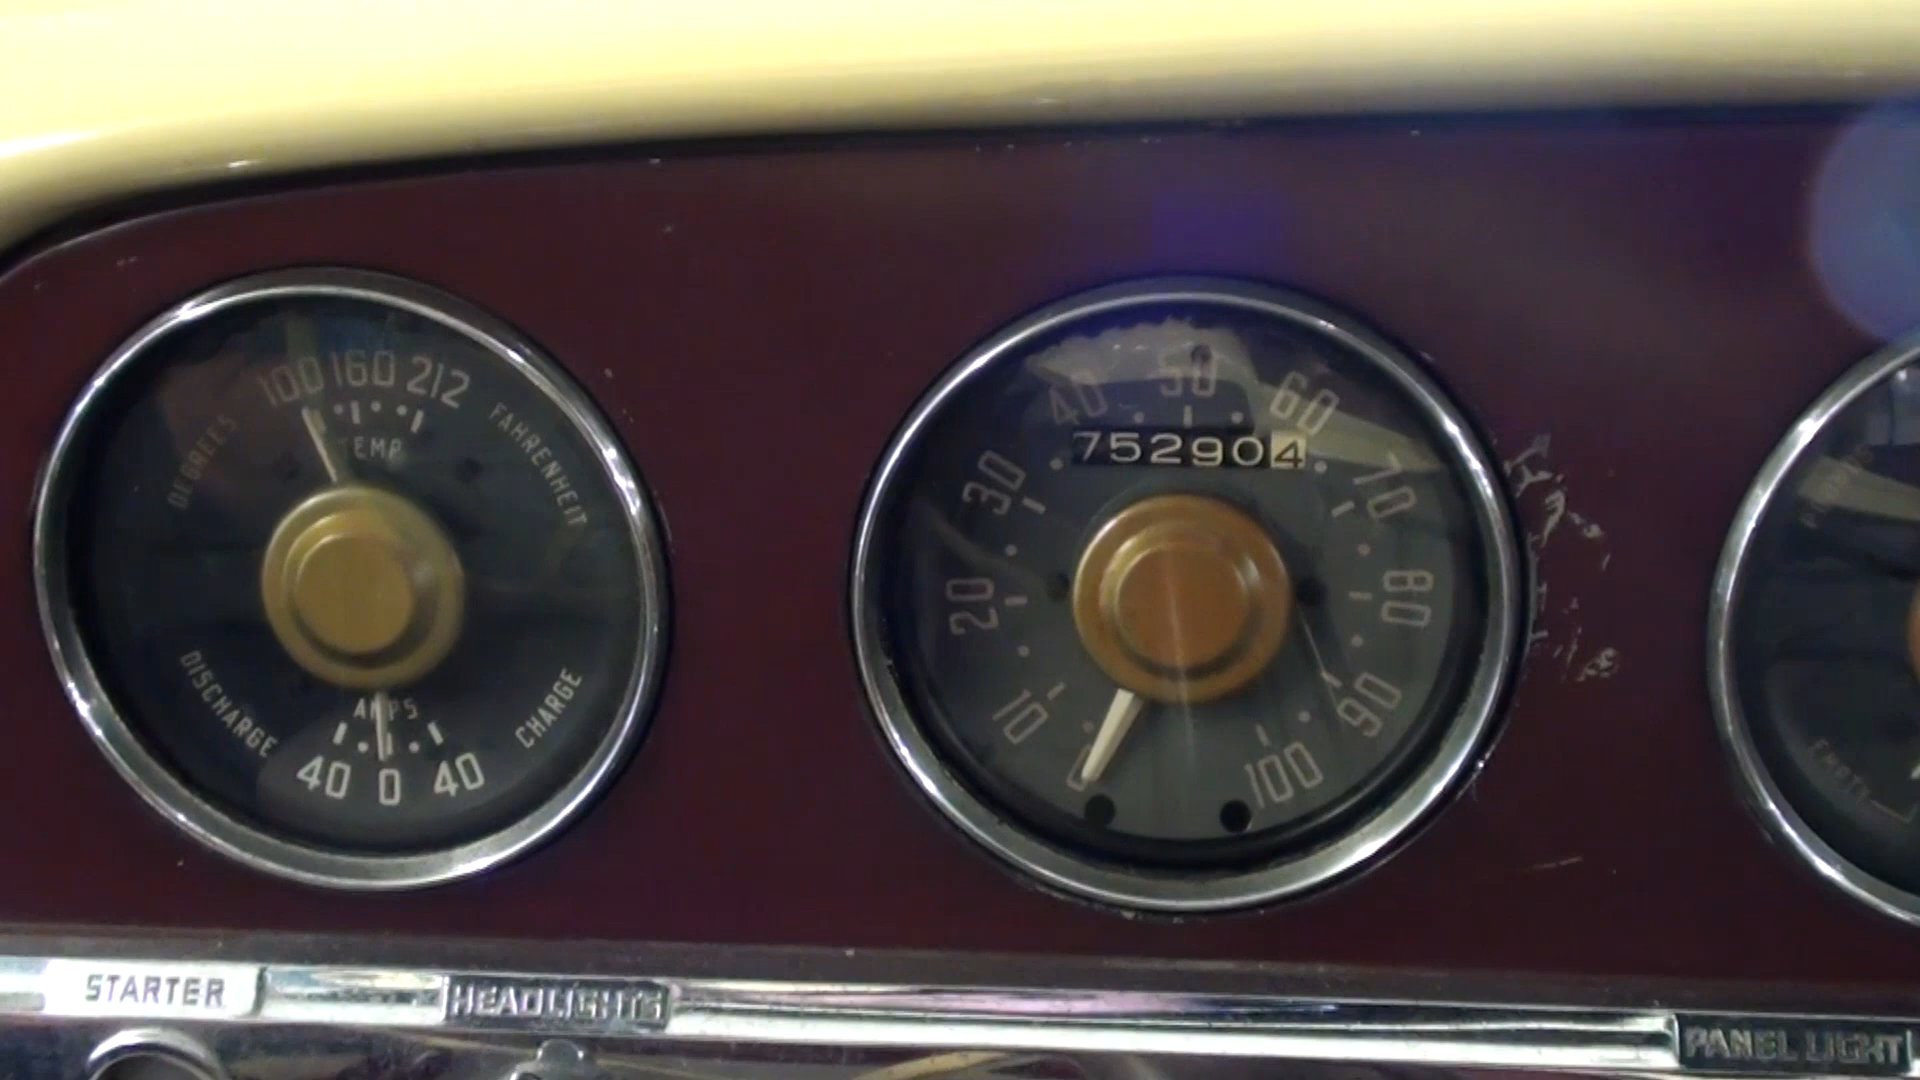 100 160 212
TEMP
DEGREES
FAHRENHEIT
DISCHARGE
AMPS
CHARGE
40 0 40
0 10 20 30 40 50 60 70 80 90 100
752904
EMPTY
STARTER
HEADLIGHTS
PANEL LIGHT